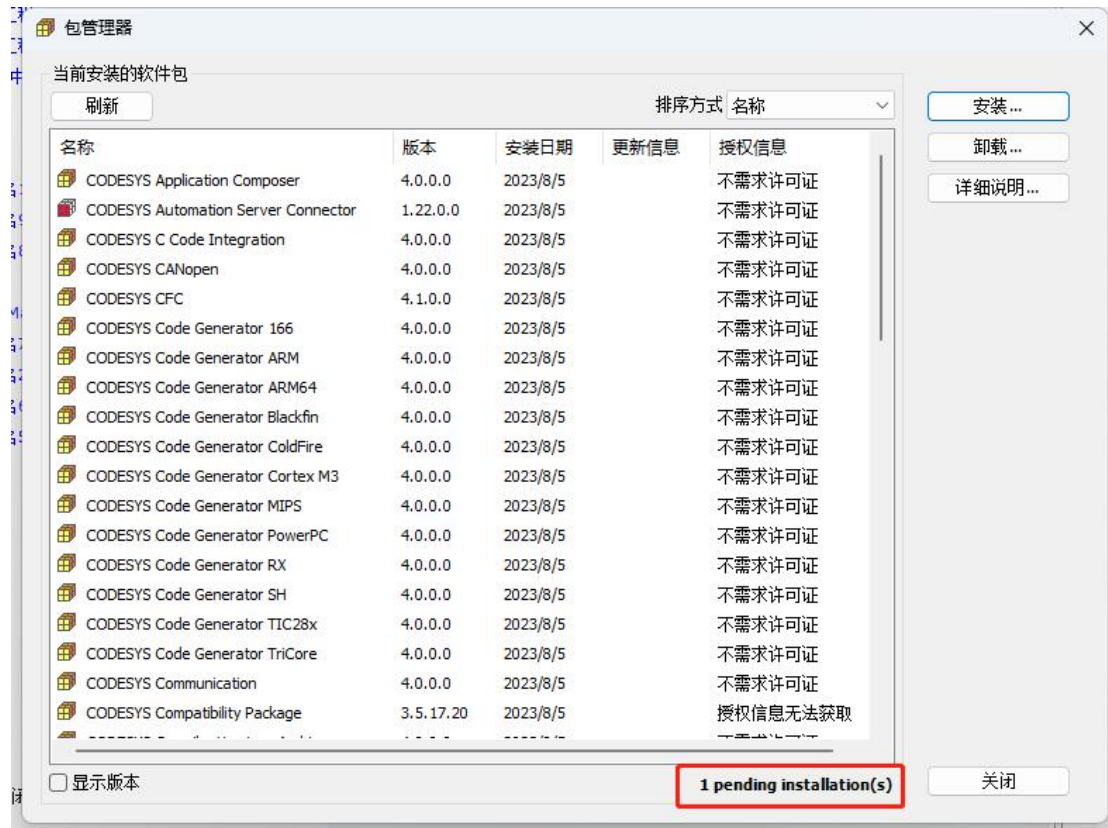 包管理器
当前安装的软件包
刷新
排序方式 名称
安装...
名称 版本 安装日期 更新信息 授权信息
卸载...
CODESYS Application Composer 4.0.0.0 2023/8/5 不需求许可证
详细说明...
CODESYS Automation Server Connector 1.22.0.0 2023/8/5 不需求许可证
CODESYS C Code Integration 4.0.0.0 2023/8/5 不需求许可证
CODESYS CANopen 4.0.0.0 2023/8/5 不需求许可证
CODESYS CFC 4.1.0.0 2023/8/5 不需求许可证
CODESYS Code Generator 166 4.0.0.0 2023/8/5 不需求许可证
CODESYS Code Generator ARM 4.0.0.0 2023/8/5 不需求许可证
CODESYS Code Generator ARM64 4.0.0.0 2023/8/5 不需求许可证
CODESYS Code Generator Blackfin 4.0.0.0 2023/8/5 不需求许可证
CODESYS Code Generator ColdFire 4.0.0.0 2023/8/5 不需求许可证
CODESYS Code Generator Cortex M3 4.0.0.0 2023/8/5 不需求许可证
CODESYS Code Generator MIPS 4.0.0.0 2023/8/5 不需求许可证
CODESYS Code Generator PowerPC 4.0.0.0 2023/8/5 不需求许可证
CODESYS Code Generator RX 4.0.0.0 2023/8/5 不需求许可证
CODESYS Code Generator SH 4.0.0.0 2023/8/5 不需求许可证
CODESYS Code Generator TIC28x 4.0.0.0 2023/8/5 不需求许可证
CODESYS Code Generator TriCore 4.0.0.0 2023/8/5 不需求许可证
CODESYS Communication 4.0.0.0 2023/8/5 不需求许可证
CODESYS Compatibility Package 3.5.17.20 2023/8/5 授权信息无法获取
显示版本
1 pending installation(s)
关闭